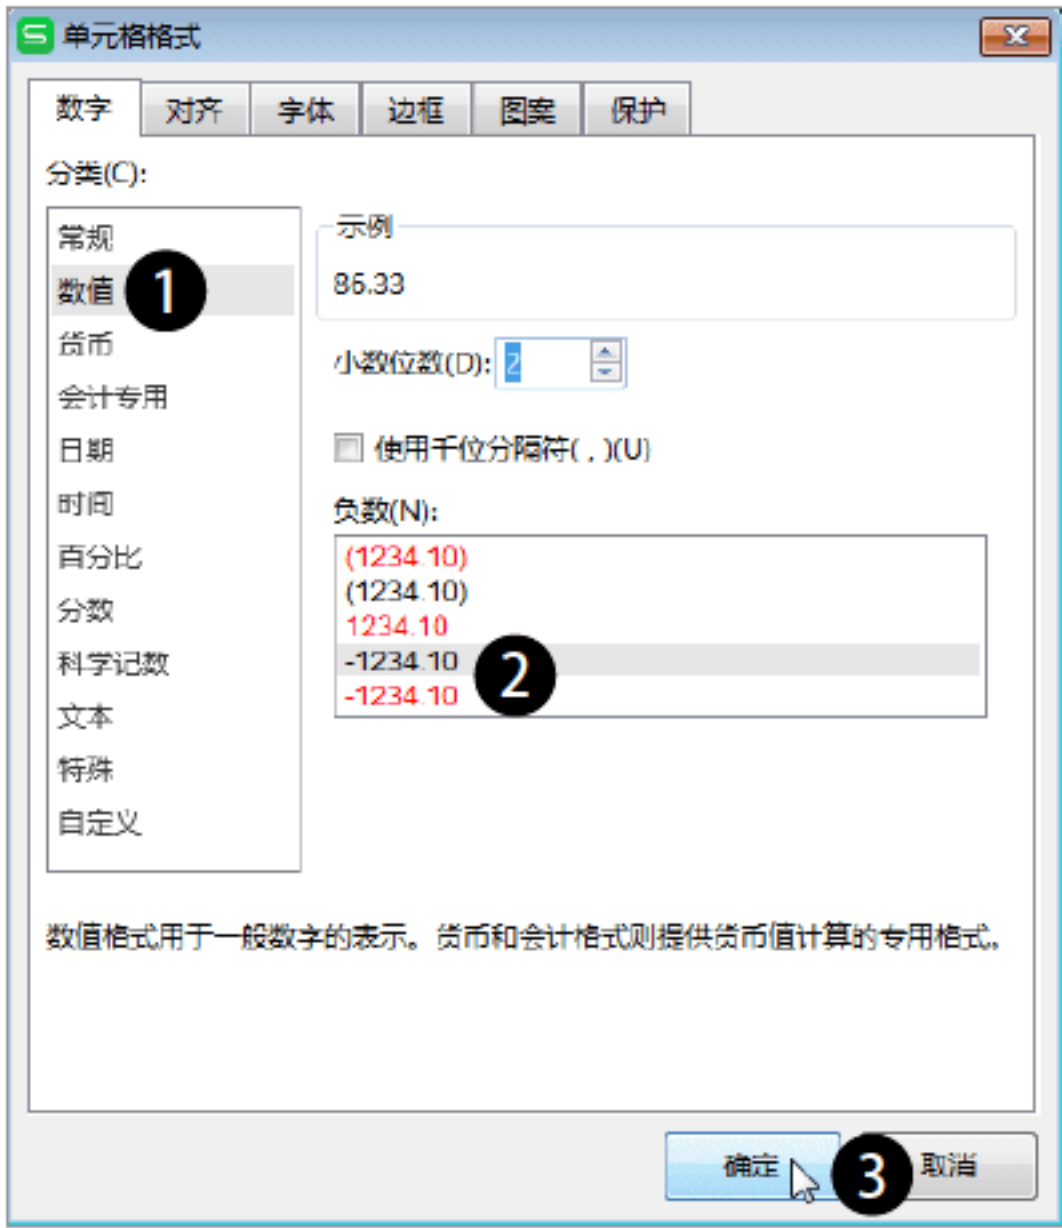 单元格格式
数字 对齐 字体 边框 图案 保护
分类(C):
常规
数值
1
货币
会计专用
日期
时间
百分比
分数
科学记数
文本
特殊
自定义
示例
86.33
小数位数(D): 2
使用千位分隔符( , )(U)
负数(N):
(1234.10)
(1234.10)
1234.10
-1234.10
2
-1234.10
数值格式用于一般数字的表示。货币和会计格式则提供货币值计算的专用格式。
确定 3 取消